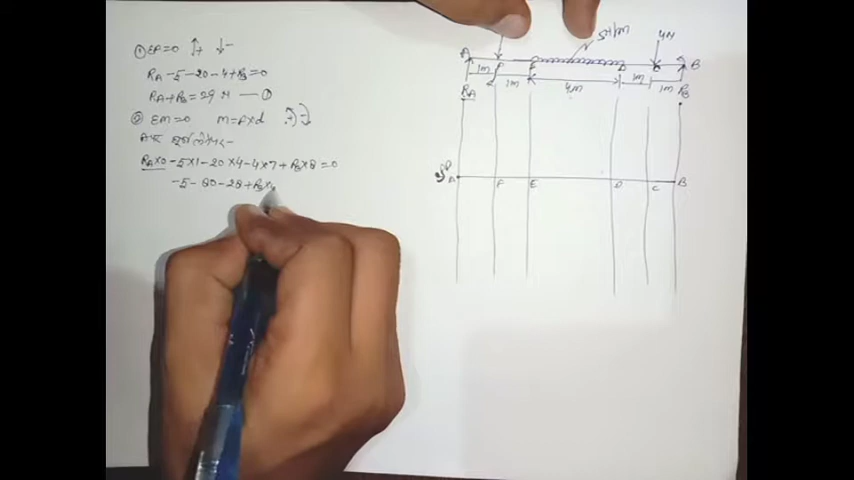 ① ΣF=0 ↑+ ↓-
RA -5-20-4+RB=0
RA+RB=29 N —①
② ΣM=0 M=F×d
RA×0 -5×1-20×4-4×7+RB×8=0
-5-80-28+RB×
5N/m
4N
A F E D C B
1m 1m 4m 1m 1m
RA RB
A F E D C B